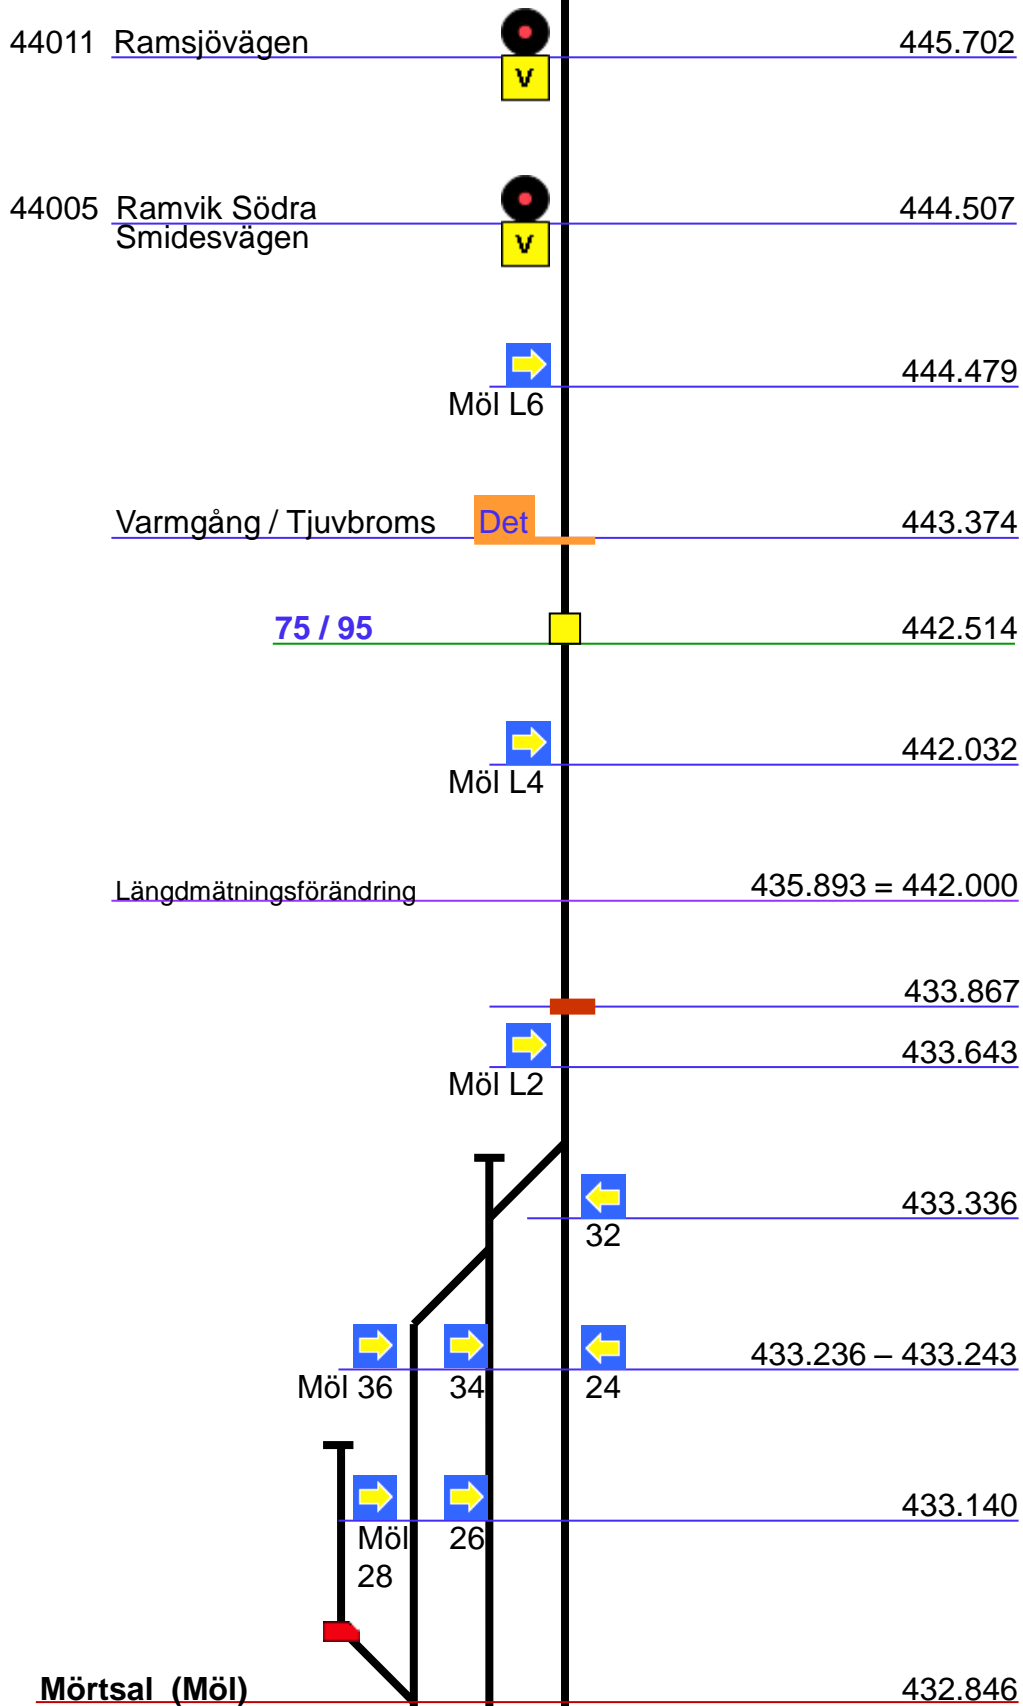 44011 Ramsjövägen 445.702
V
44005 Ramvik Södra 444.507
Smidesvägen
V
444.479
Möl L6
Varmgång / Tjuvbroms Det 443.374
75 / 95 442.514
442.032
Möl L4
Längdmätningsförändring 435.893 = 442.000
433.867
433.643
Möl L2
433.336
32
433.236 – 433.243
Möl 36 34 24
433.140
Möl 26
28
Mörtsal (Möl) 432.846